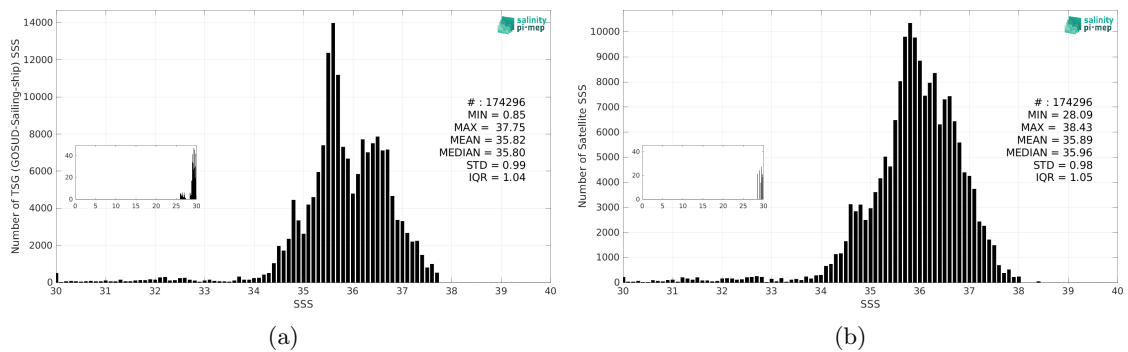 salinity
pi-mep
Number of TSG (GOSUD-Sailing-ship) SSS
14000
12000
10000
8000
6000
4000
2000
0
# : 174296
MIN = 0.85
MAX = 37.75
MEAN = 35.82
MEDIAN = 35.80
STD = 0.99
IQR = 1.04
40
20
0
0 5 10 15 20 25 30
30 31 32 33 34 35 36 37 38 39 40
SSS
(a)
salinity
pi-mep
Number of Satellite SSS
10000
9000
8000
7000
6000
5000
4000
3000
2000
1000
0
# : 174296
MIN = 28.09
MAX = 38.43
MEAN = 35.89
MEDIAN = 35.96
STD = 0.98
IQR = 1.05
40
20
0
0 5 10 15 20 25 30
30 31 32 33 34 35 36 37 38 39 40
SSS
(b)